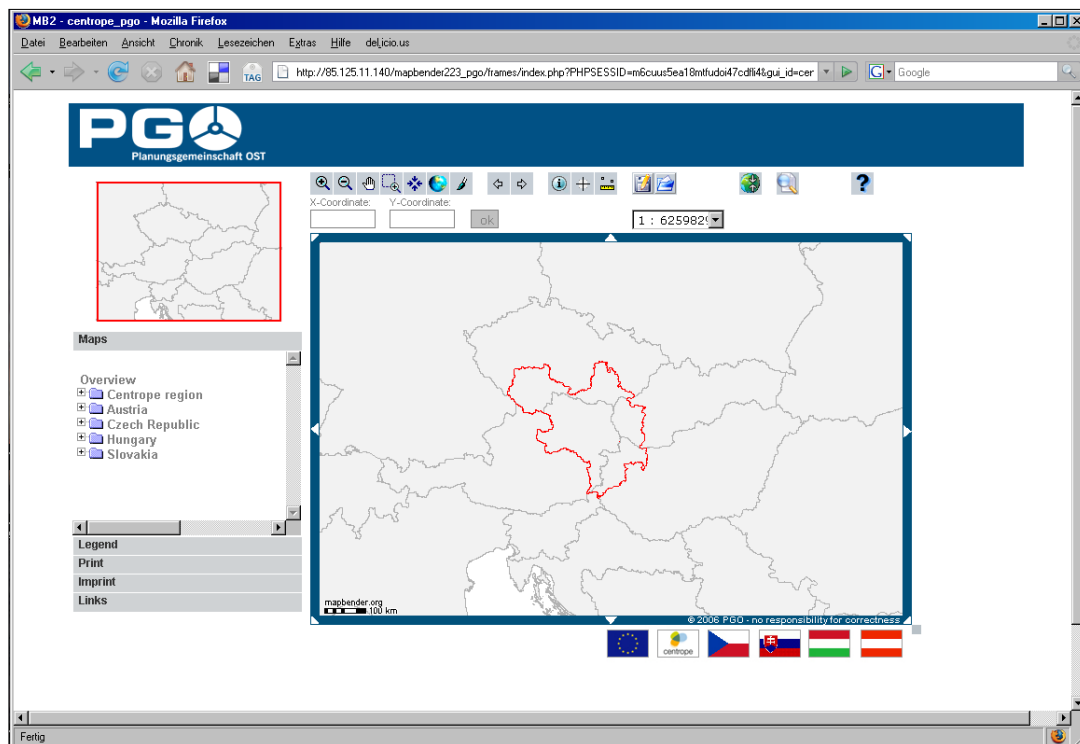 MB2 - centrope_pgo - Mozilla Firefox
Datei Bearbeiten Ansicht Chronik Lesezeichen Extras Hilfe del.icio.us
TAG http://85.125.11.140/mapbender223_pgo/frames/index.php?PHPSESSID=m6cuus5ea18mtfudoi47cdfli4&gui_id=cer G Google
PGO
Planungsgemeinschaft OST
X-Coordinate: Y-Coordinate:
ok 1 : 6259829
Maps
Overview
Centrope region
Austria
Czech Republic
Hungary
Slovakia
Legend
Print
Imprint
Links
mapbender.org
100 km
© 2006 PGO - no responsibility for correctness
centrope
Fertig